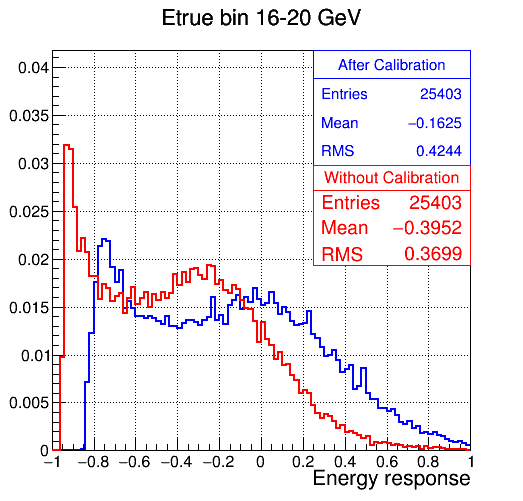 Etrue bin 16-20 GeV
After Calibration
Entries 25403
Mean −0.1625
RMS 0.4244
Without Calibration
Entries 25403
Mean −0.3952
RMS 0.3699
0.04
0.035
0.03
0.025
0.02
0.015
0.01
0.005
0
−1 −0.8 −0.6 −0.4 −0.2 0 0.2 0.4 0.6 0.8 1
Energy response